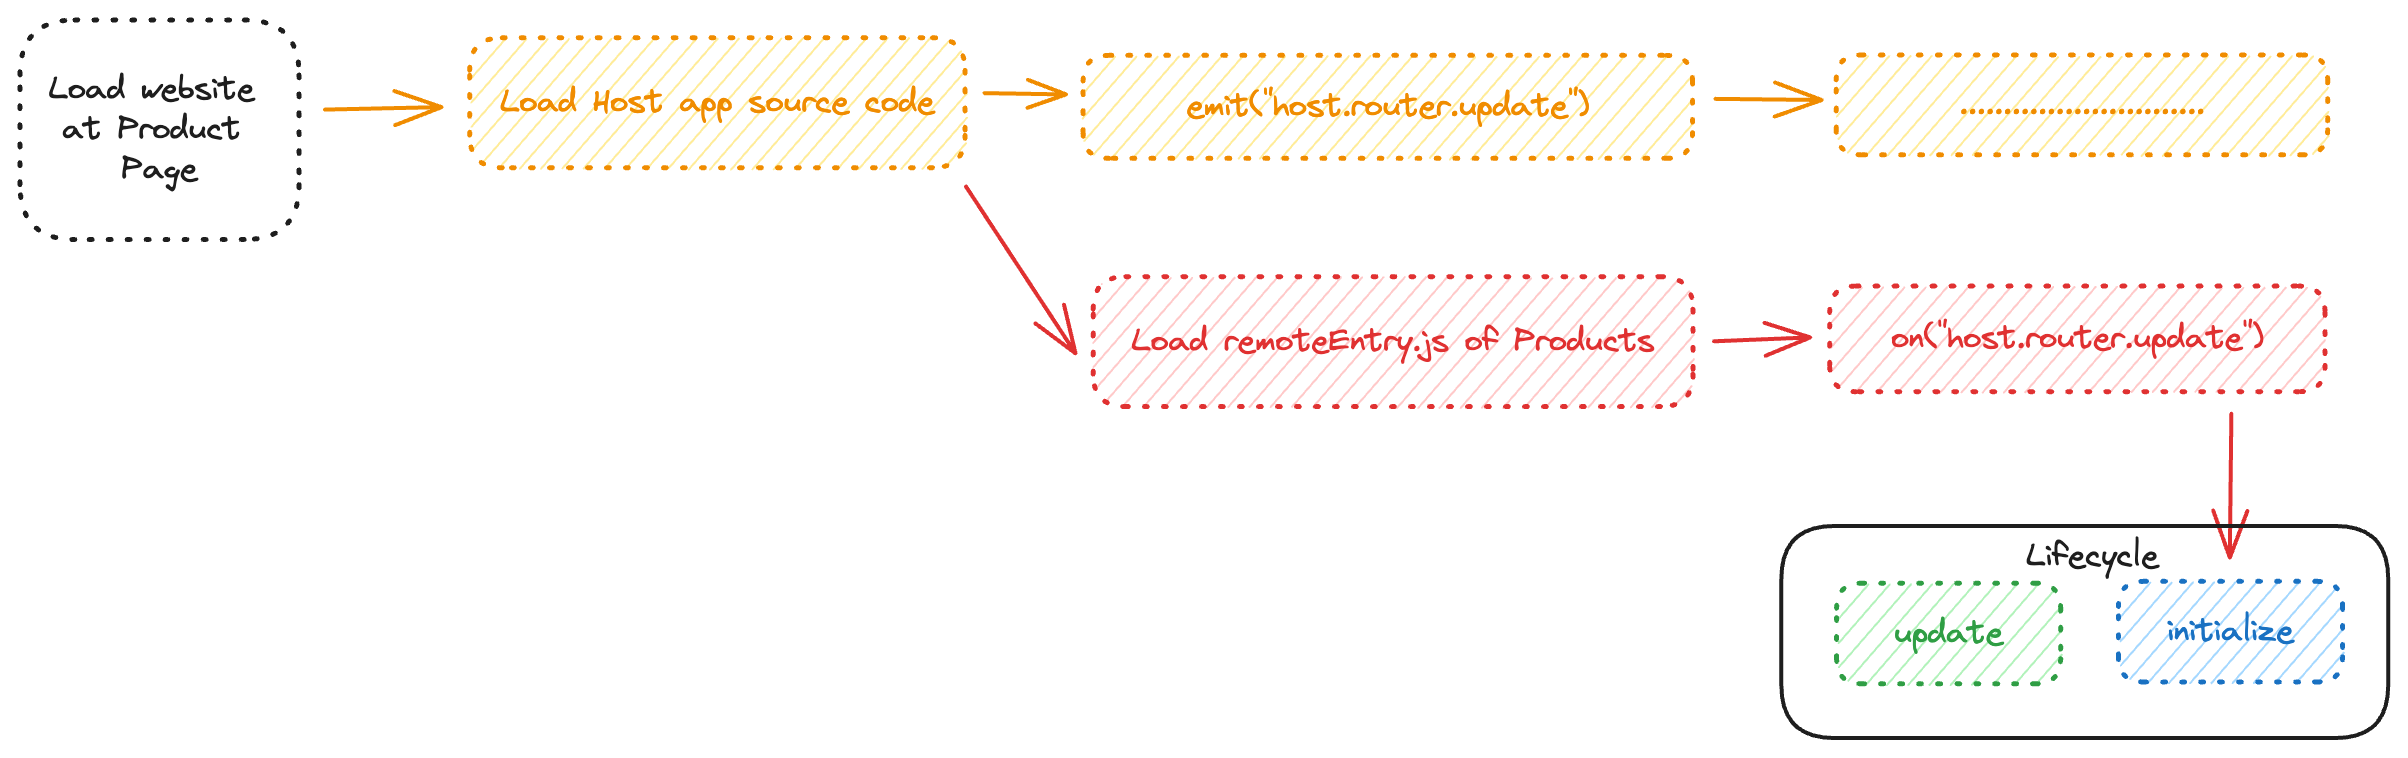 Load website
at Product
Page
Load Host app source code
emit("host.router.update")
Load remoteEntry.js of Products
on("host.router.update")
Lifecycle
update
initialize